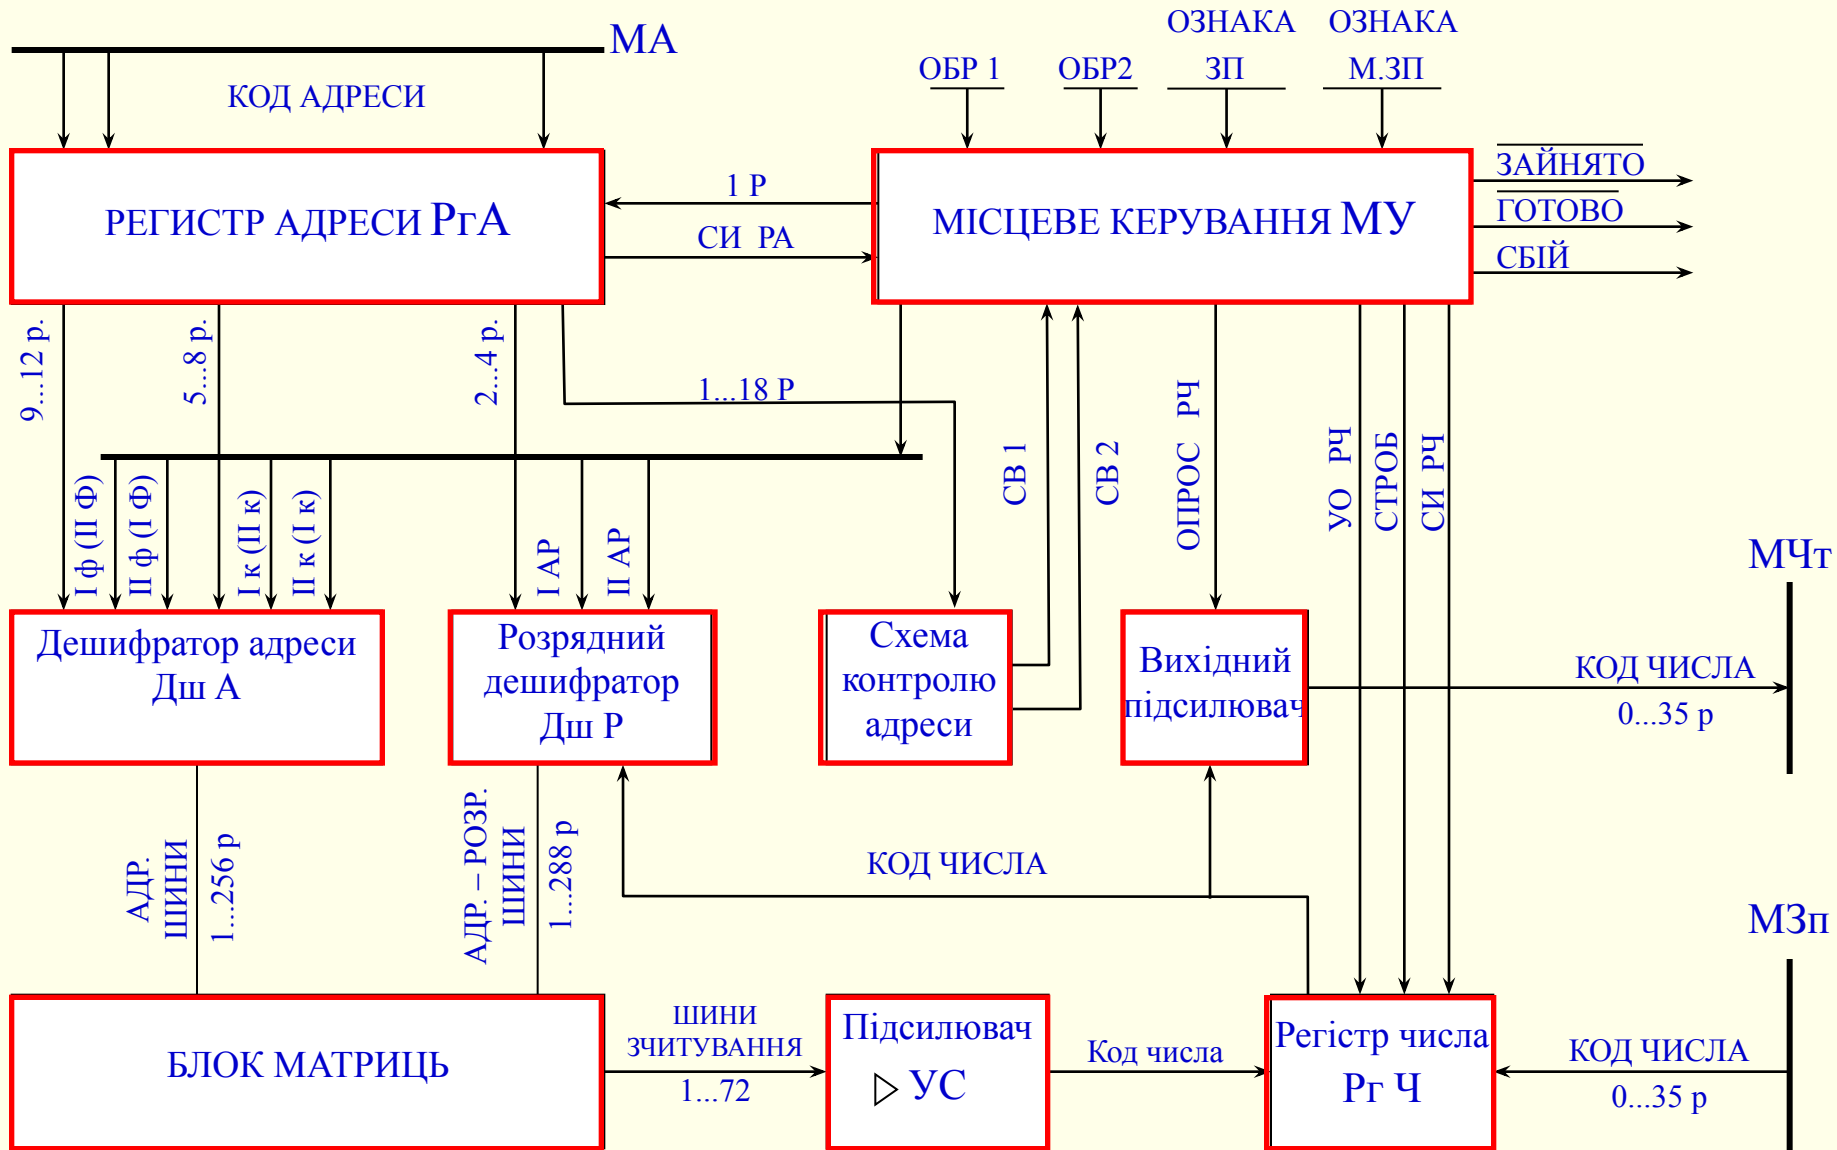 МА
ОЗНАКА
ОЗНАКА
ОБР 1
ОБР2
ЗП
М.ЗП
КОД АДРЕСИ
РЕГИСТР АДРЕСИ РгА
1 Р
СИ РА
МІСЦЕВЕ КЕРУВАННЯ МУ
ЗАЙНЯТО
ГОТОВО
СБІЙ
9...12 р.
5...8 р.
2...4 р.
1...18 Р
І ф (ІІ Ф)
ІІ ф (І Ф)
І к (ІІ к)
ІІ к (І к)
І АР
ІІ АР
СВ 1
СВ 2
ОПРОС РЧ
УО РЧ
СТРОБ
СИ РЧ
МЧт
Дешифратор адреси
Дш А
Розрядний
дешифратор
Дш Р
Схема
контролю
адреси
Вихідний
підсилювач
КОД ЧИСЛА
0...35 р
АДР.
ШИНИ
1...256 р
АДР. – РОЗР.
ШИНИ
1...288 р
КОД ЧИСЛА
МЗп
БЛОК МАТРИЦЬ
ШИНИ
ЗЧИТУВАННЯ
1...72
Підсилювач
УС
Код числа
Регістр числа
Рг Ч
КОД ЧИСЛА
0...35 р